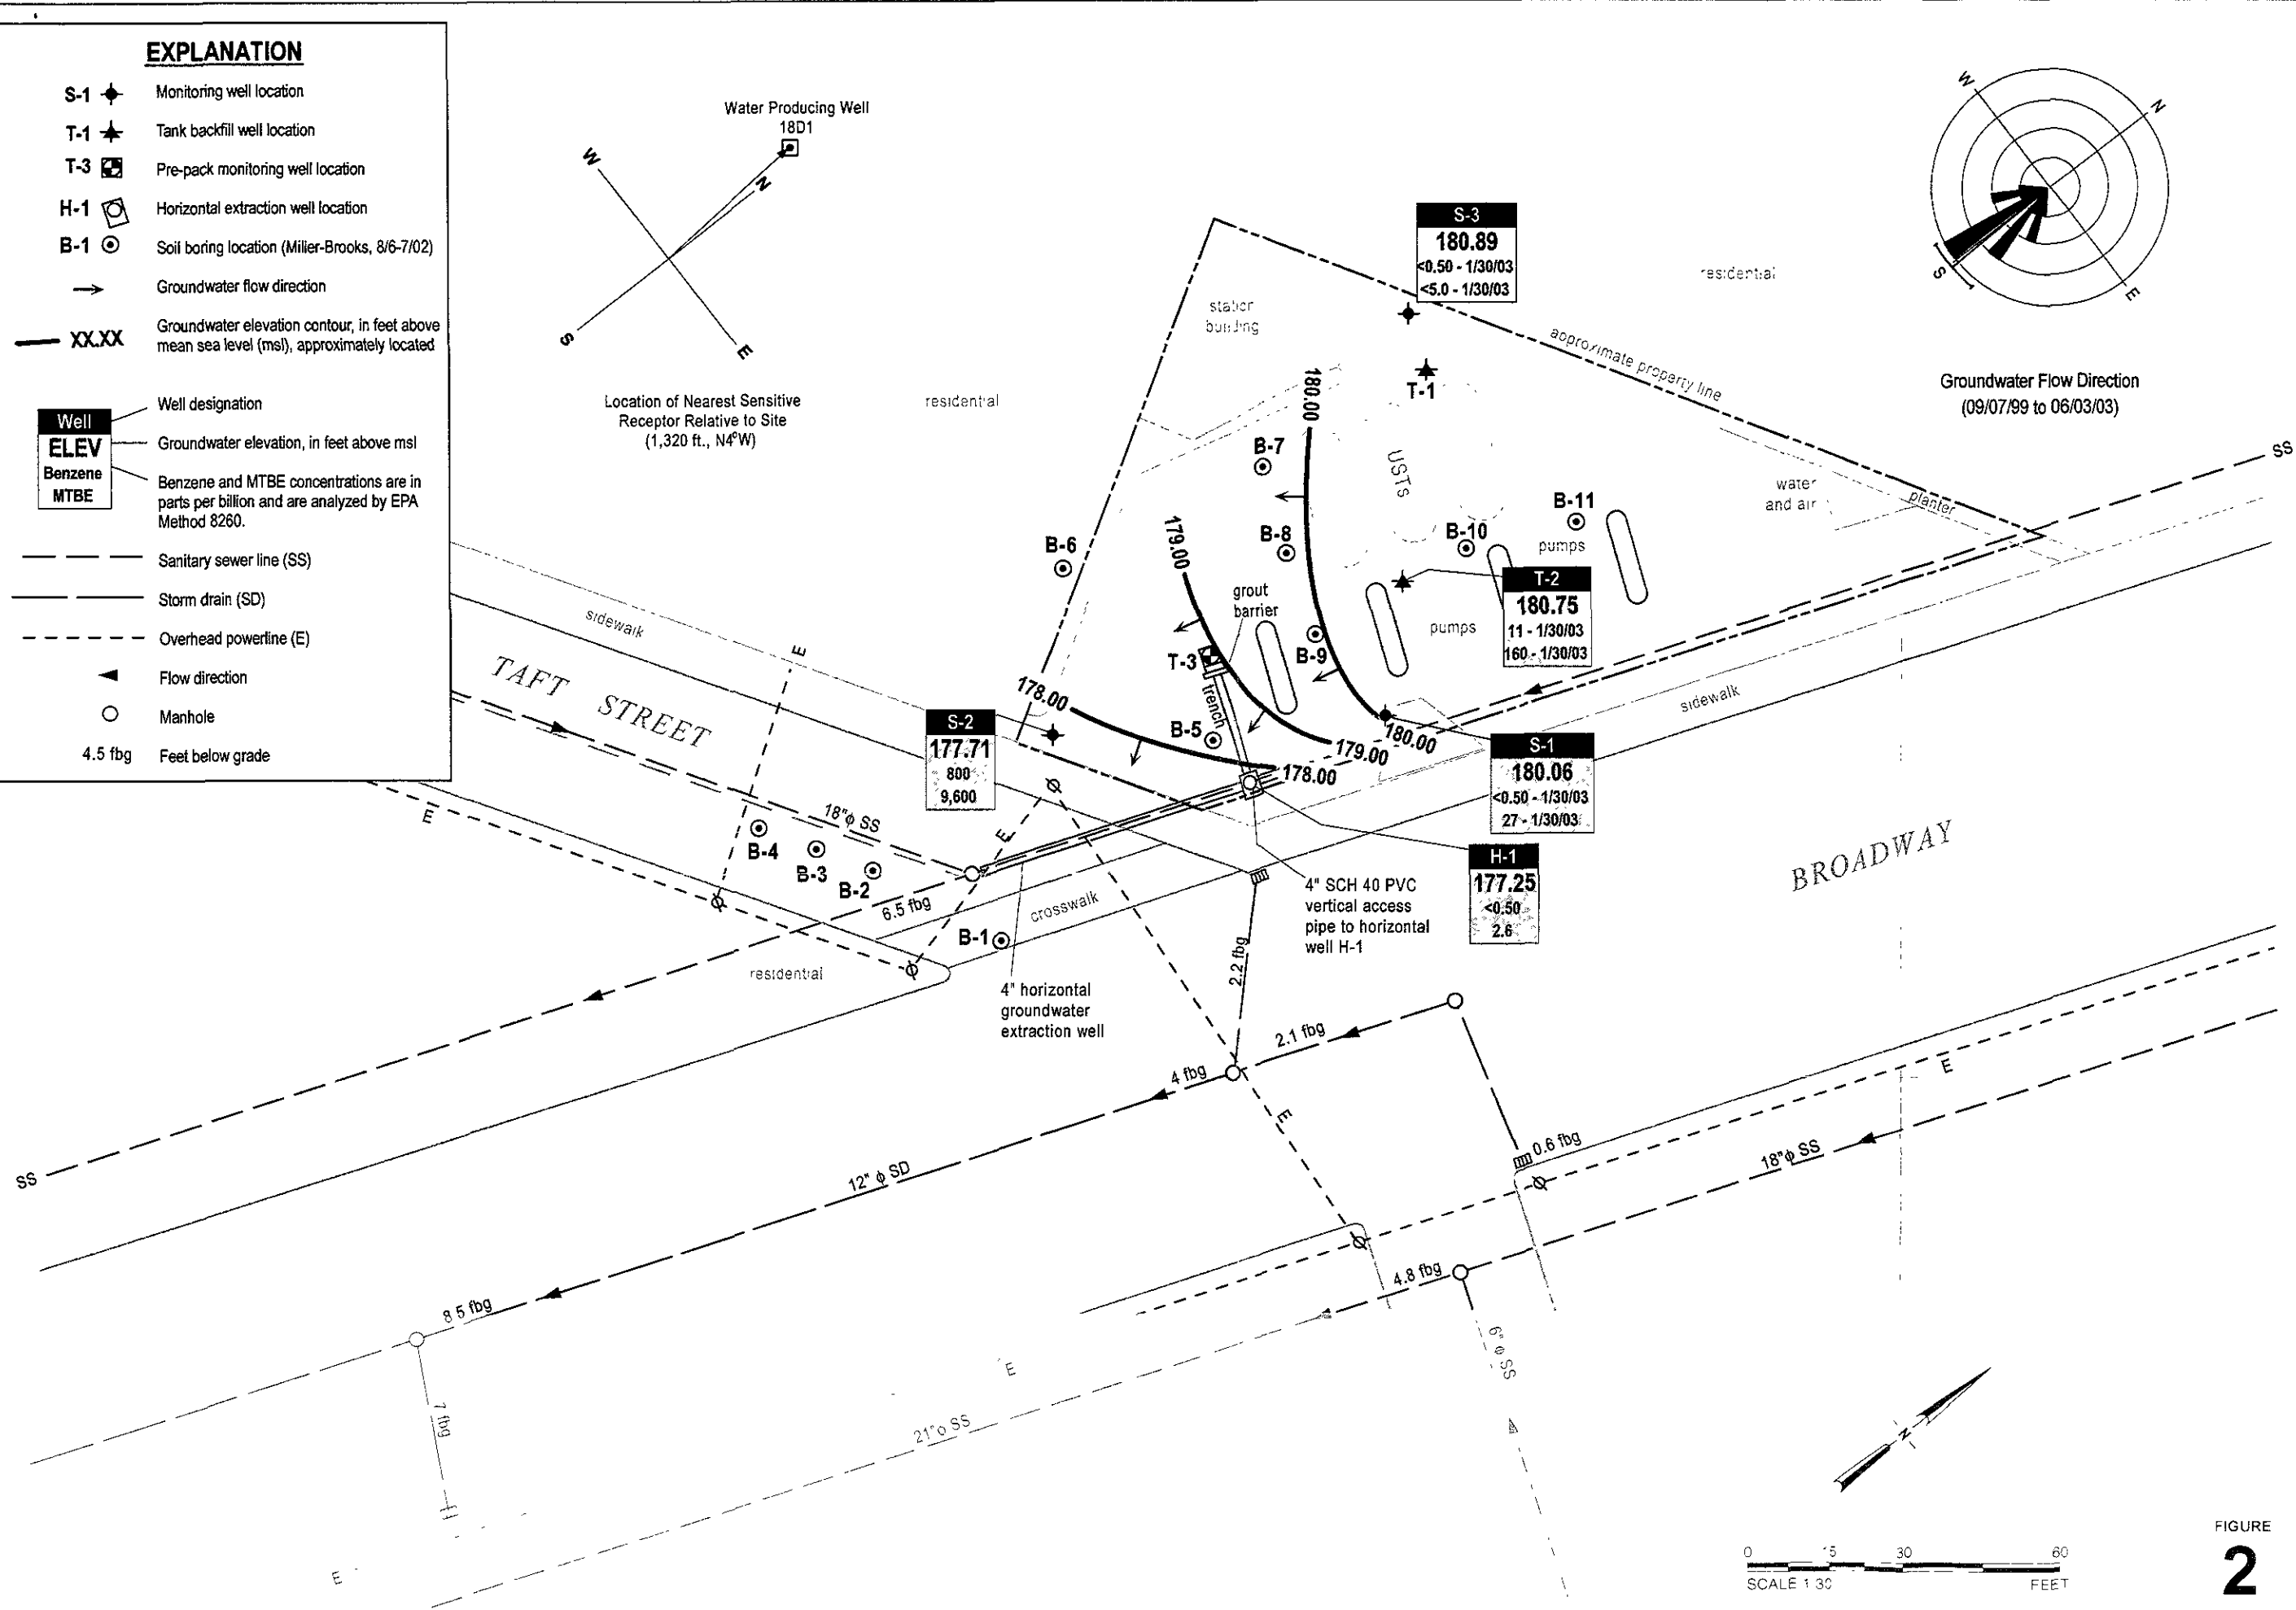 EXPLANATION
S-1 Monitoring well location
T-1 Tank backfill well location
T-3 Pre-pack monitoring well location
H-1 Horizontal extraction well location
B-1 Soil boring location (Miller-Brooks, 8/6-7/02)
Groundwater flow direction
XX.XX Groundwater elevation contour, in feet above
mean sea level (msl), approximately located
Well Well designation
ELEV Groundwater elevation, in feet above msl
Benzene
MTBE
Benzene and MTBE concentrations are in
parts per billion and are analyzed by EPA
Method 8260.
Sanitary sewer line (SS)
Storm drain (SD)
Overhead powerline (E)
Flow direction
Manhole
4.5 fbg Feet below grade
Water Producing Well
18D1
W
N
S
E
Location of Nearest Sensitive
Receptor Relative to Site
(1,320 ft., N4°W)
W
N
S
E
Groundwater Flow Direction
(09/07/99 to 06/03/03)
S-3
180.89
<0.50 - 1/30/03
<5.0 - 1/30/03
residential
residential
station
building
approximate property line
T-1
180.00
USTs
B-7
B-8
B-6
179.00
B-10
B-11
water
and air
planter
SS
pumps
pumps
T-2
180.75
11 - 1/30/03
160 - 1/30/03
grout
barrier
B-9
T-3
trench
B-5
178.00
180.00
179.00
178.00
sidewalk
sidewalk
E
TAFT STREET
S-2
177.71
800
9,600
S-1
180.06
<0.50 - 1/30/03
27 - 1/30/03
H-1
177.25
<0.50
2.6
BROADWAY
18"ϕ SS
E
E
B-4
B-3
B-2
6.5 fbg
crosswalk
B-1
residential
4" SCH 40 PVC
vertical access
pipe to horizontal
well H-1
4" horizontal
groundwater
extraction well
2.2 fbg
2.1 fbg
4 fbg
E
E
0.6 fbg
18"ϕ SS
SS
12" ϕ SD
4.8 fbg
8.5 fbg
6" ϕ SS
7 fbg
E
21"ϕ SS
E
N
0 15 30 60
SCALE 1:30 FEET
FIGURE
2